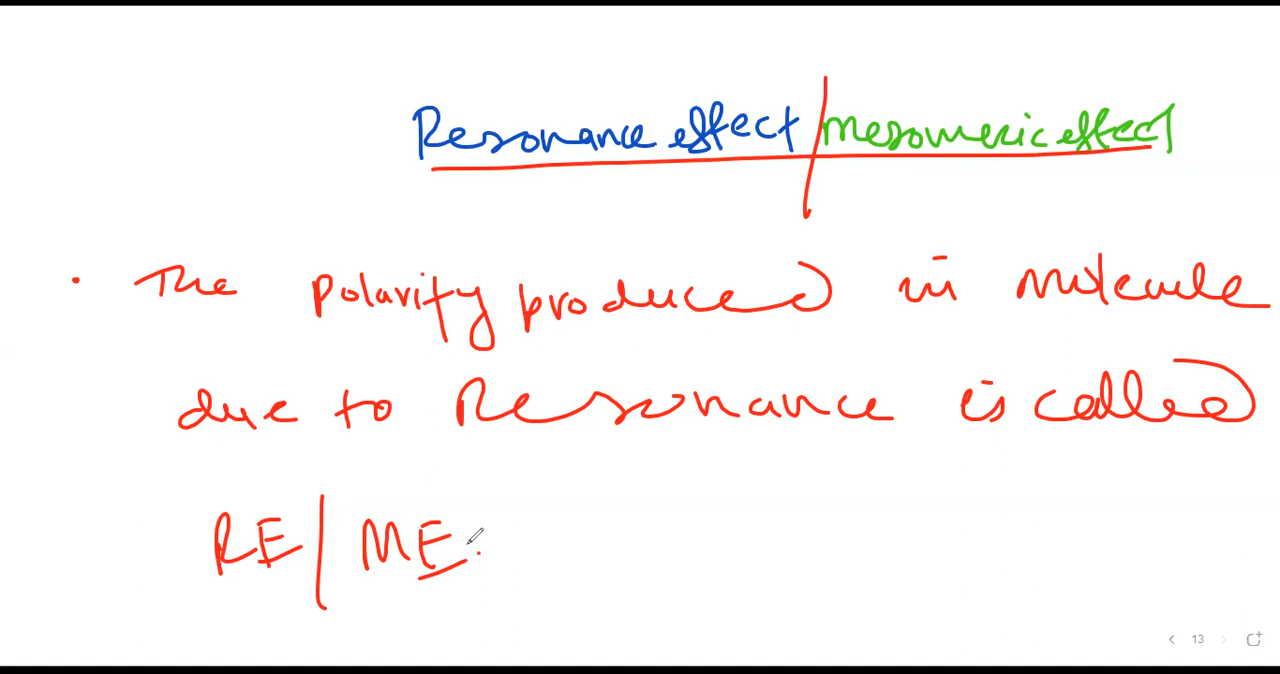 Resonance effect/mesomeric effect
• The polarity produced in molecule
due to Resonance is called
RE/ME.
< 13 >